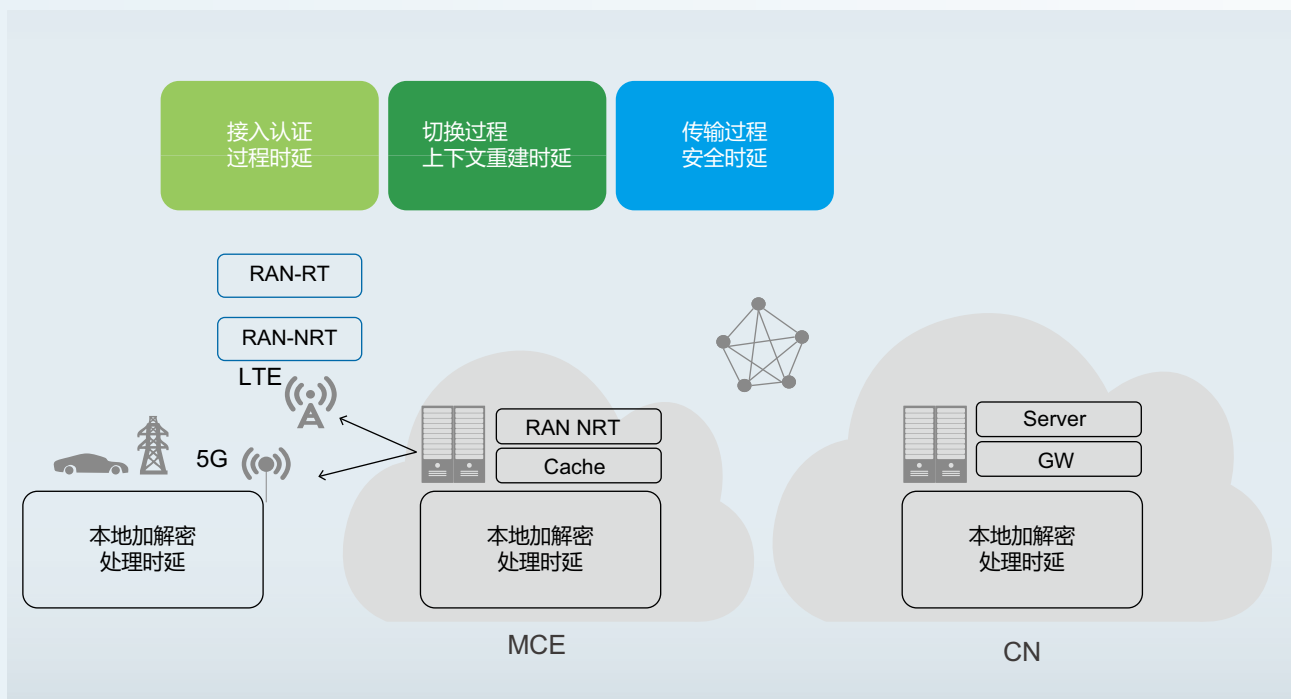 接入认证
过程时延
切换过程
上下文重建时延
传输过程
安全时延
RAN-RT
RAN-NRT
LTE
5G
RAN NRT
Cache
Server
GW
本地加解密
处理时延
本地加解密
处理时延
本地加解密
处理时延
MCE
CN